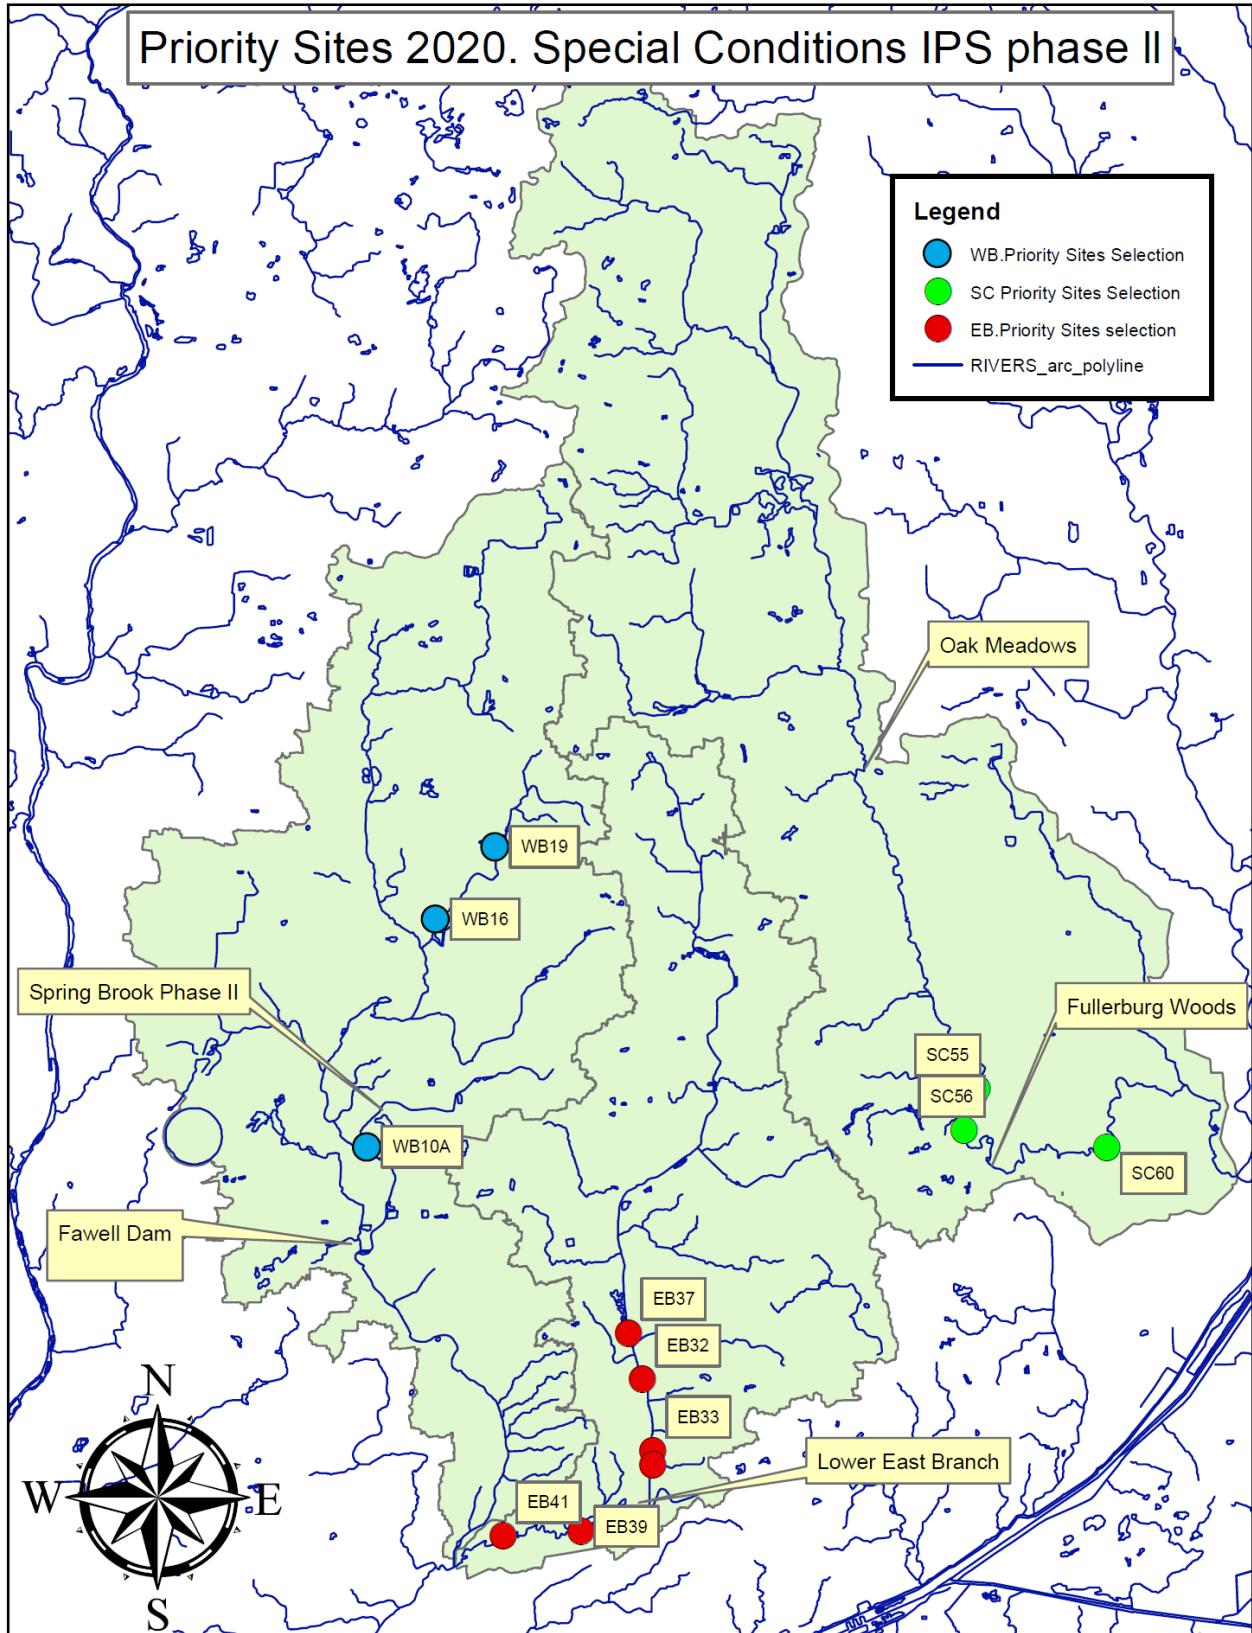 Priority Sites 2020. Special Conditions IPS phase II
Legend
WB.Priority Sites Selection
SC Priority Sites Selection
EB.Priority Sites selection
RIVERS_arc_polyline
Oak Meadows
WB19
WB16
Spring Brook Phase II
Fullerburg Woods
SC55
SC56
WB10A
SC60
Fawell Dam
EB37
EB32
EB33
Lower East Branch
EB41
EB39
N
W
E
S